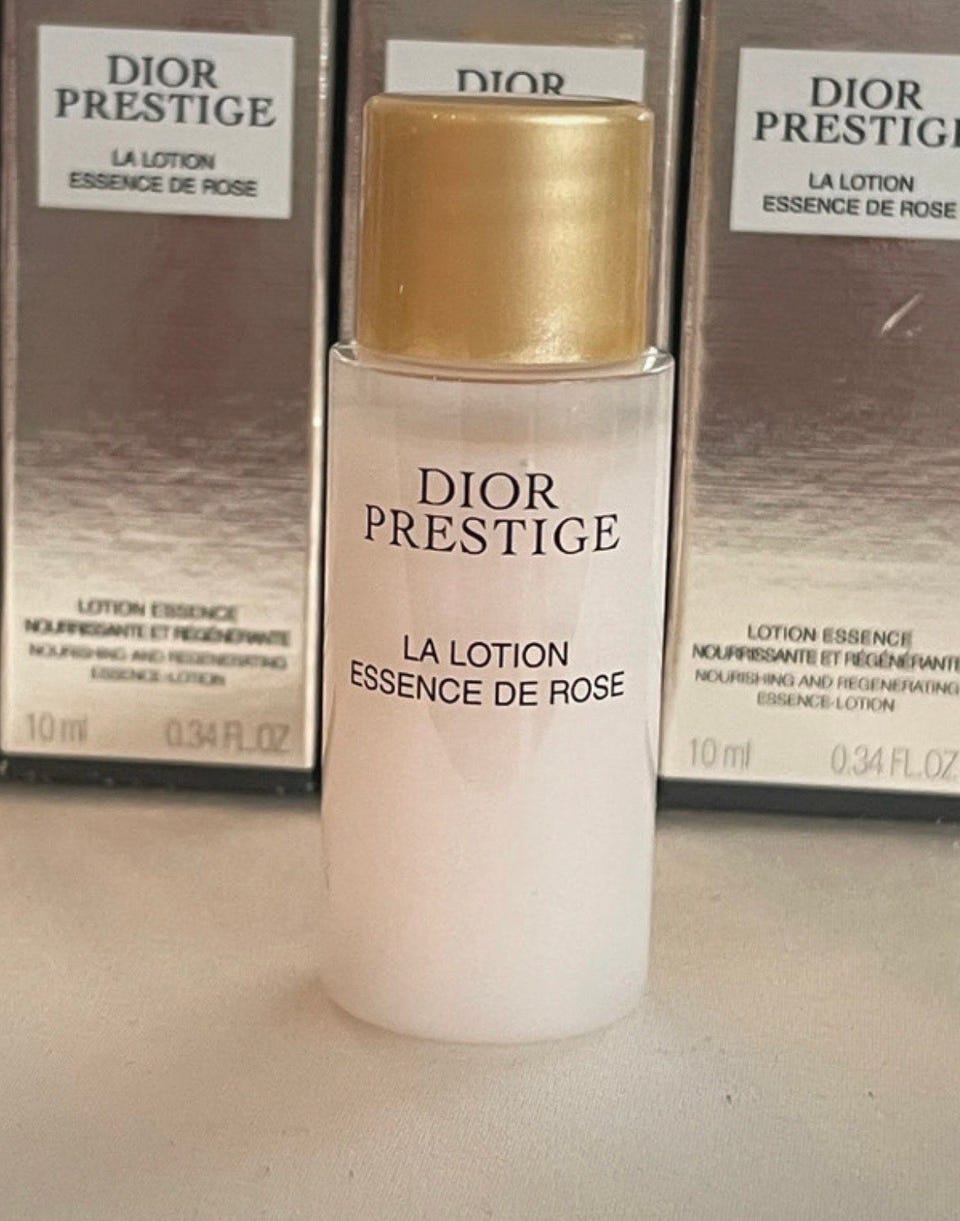 DIOR
PRESTIGE
LA LOTION
ESSENCE DE ROSE
LOTION ESSENCE
NOURRISSANTE ET RÉGÉNÉRANTE
NOURISHING AND REGENERATING
ESSENCE-LOTION
10 ml 0.34 FL.OZ
DIOR
DIOR
PRESTIGE
LA LOTION
ESSENCE DE ROSE
DIOR
PRESTIG
LA LOTION
ESSENCE DE ROSE
LOTION ESSENCE
NOURRISSANTE ET RÉGÉNÉRANTE
NOURISHING AND REGENERATING
ESSENCE-LOTION
10 ml 0.34 FL.OZ